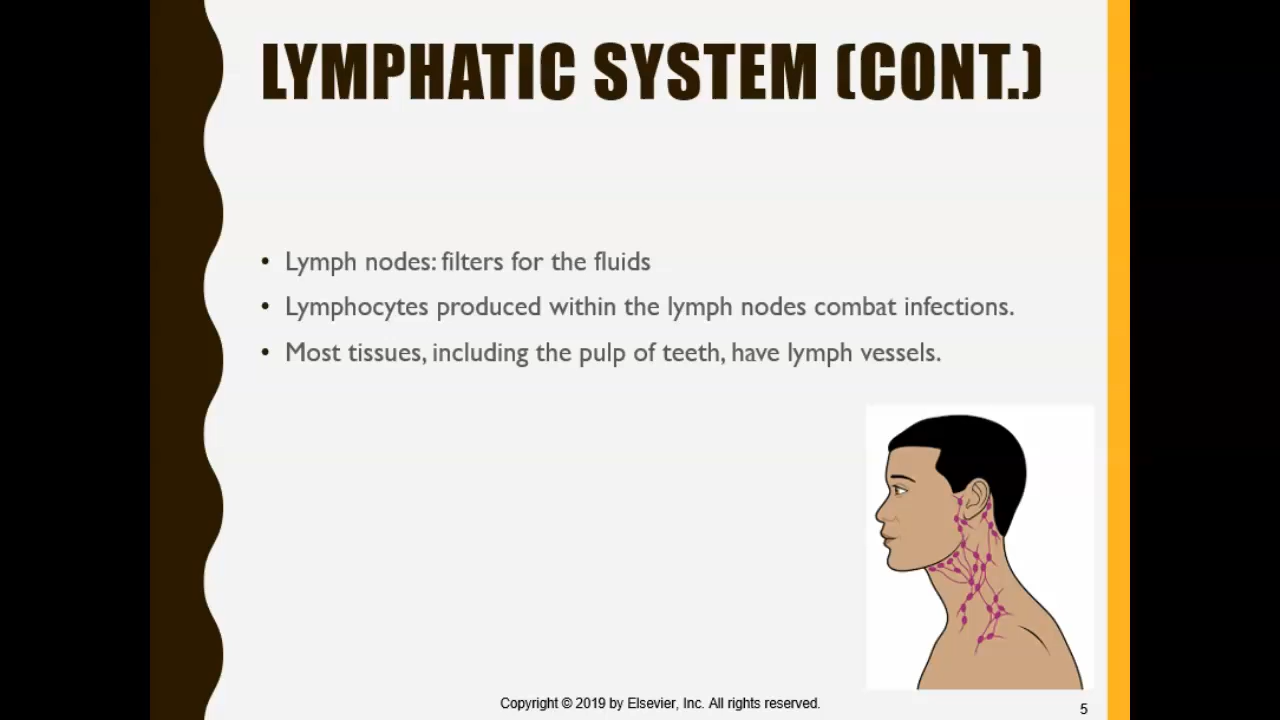 LYMPHATIC SYSTEM (CONT.)
• Lymph nodes: filters for the fluids
• Lymphocytes produced within the lymph nodes combat infections.
• Most tissues, including the pulp of teeth, have lymph vessels.
Copyright © 2019 by Elsevier, Inc. All rights reserved.
5